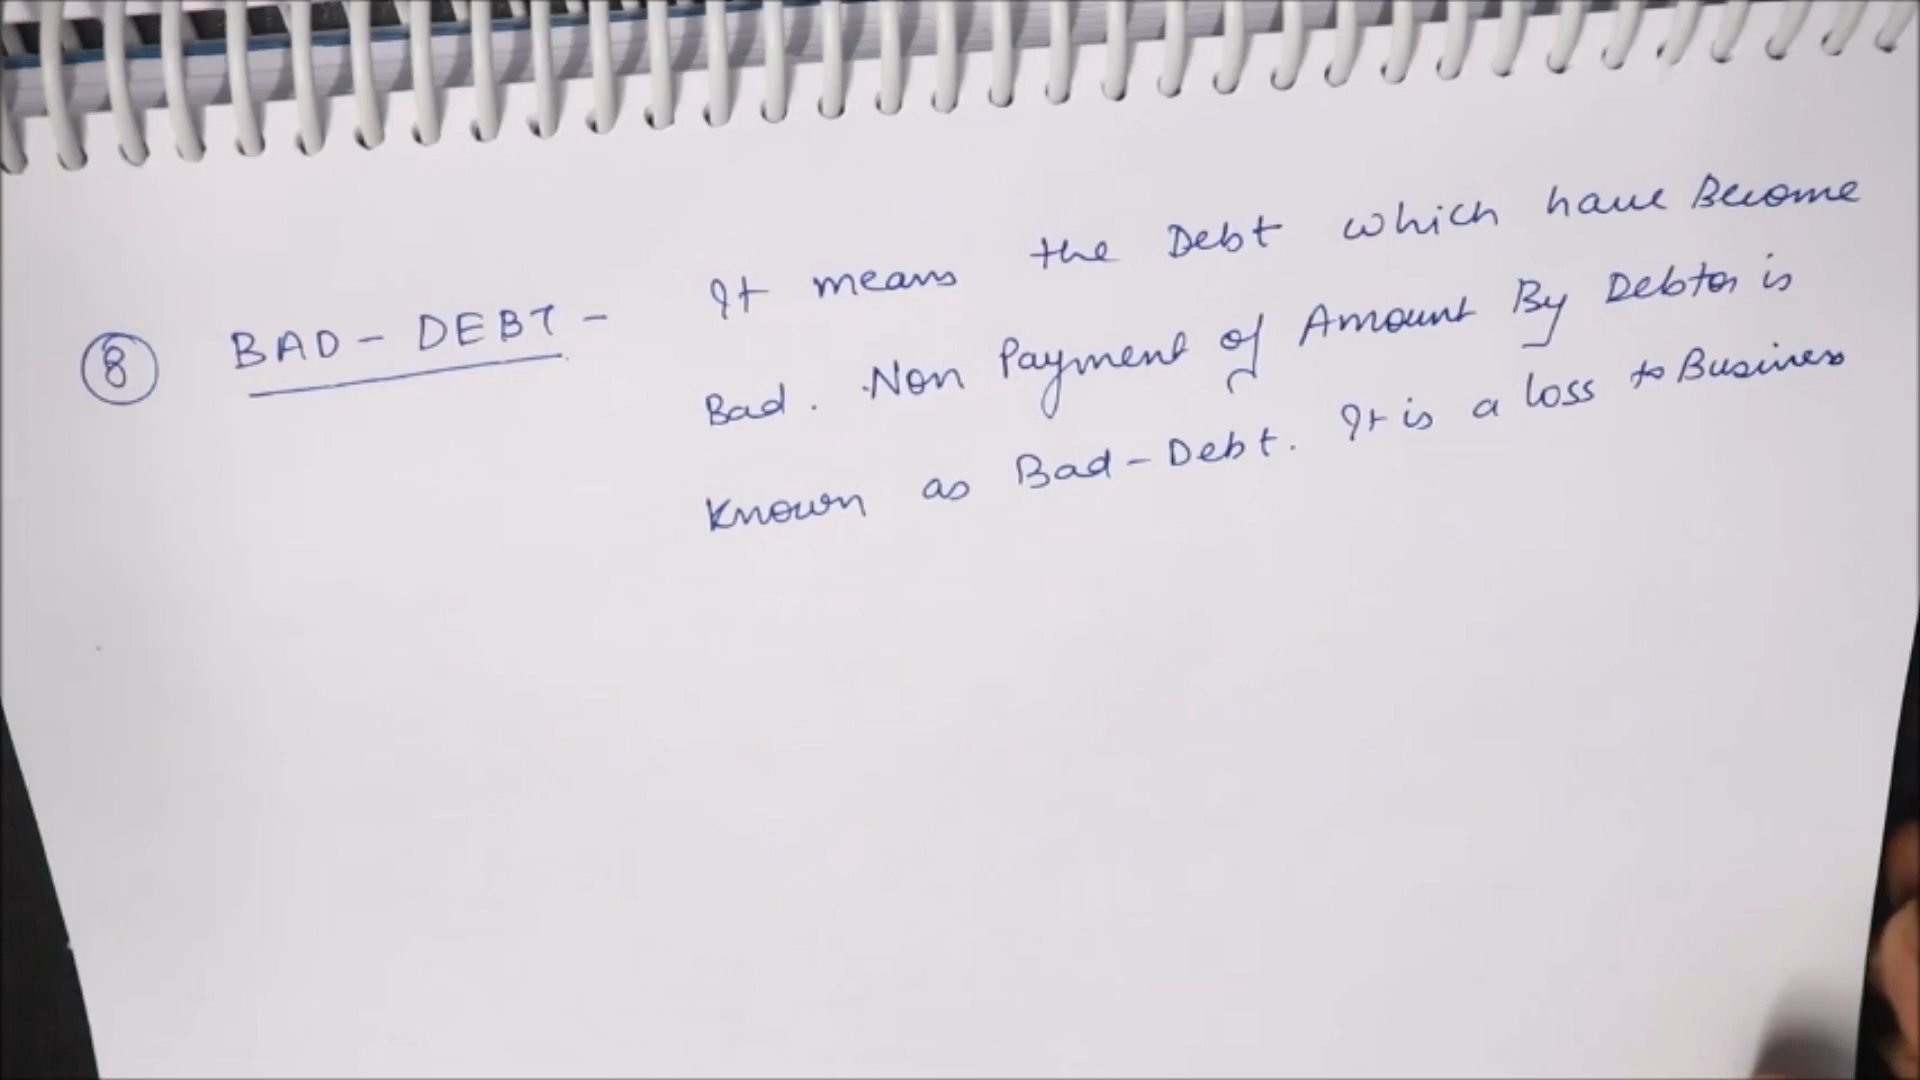 8 BAD-DEBT- It means the Debt which have Become
Bad. Non Payment of Amount By Debtor is
Known as Bad-Debt. It is a loss to Business